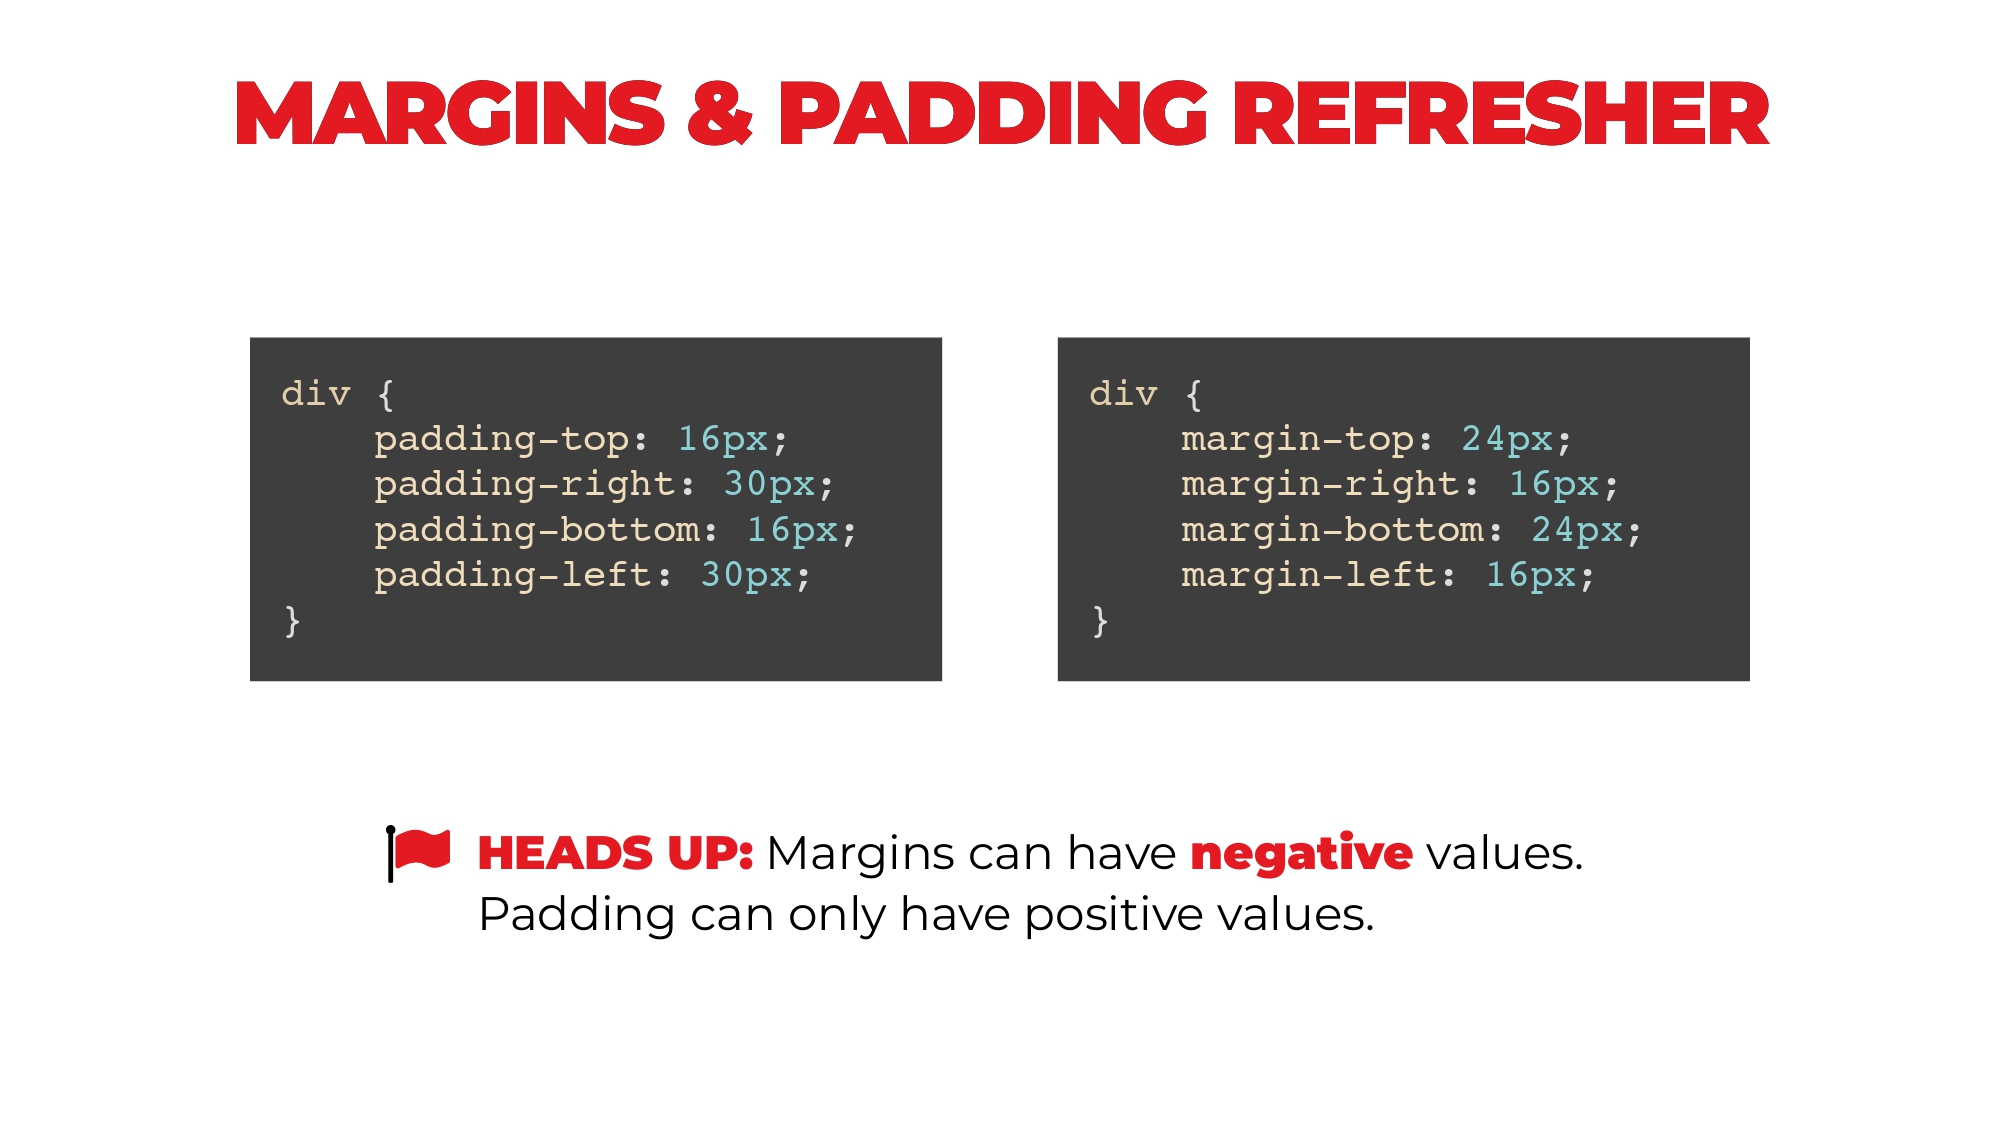 MARGINS & PADDING REFRESHER
div {
    padding-top: 16px;
    padding-right: 30px;
    padding-bottom: 16px;
    padding-left: 30px;
}
div {
    margin-top: 24px;
    margin-right: 16px;
    margin-bottom: 24px;
    margin-left: 16px;
}
HEADS UP: Margins can have negative values.
Padding can only have positive values.